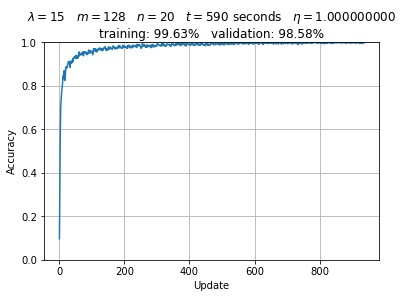 λ = 15 m = 128 n = 20 t = 590 seconds η = 1.000000000
training: 99.63% validation: 98.58%
1.0
0.8
0.6
0.4
0.2
0.0
Accuracy
0 200 400 600 800
Update